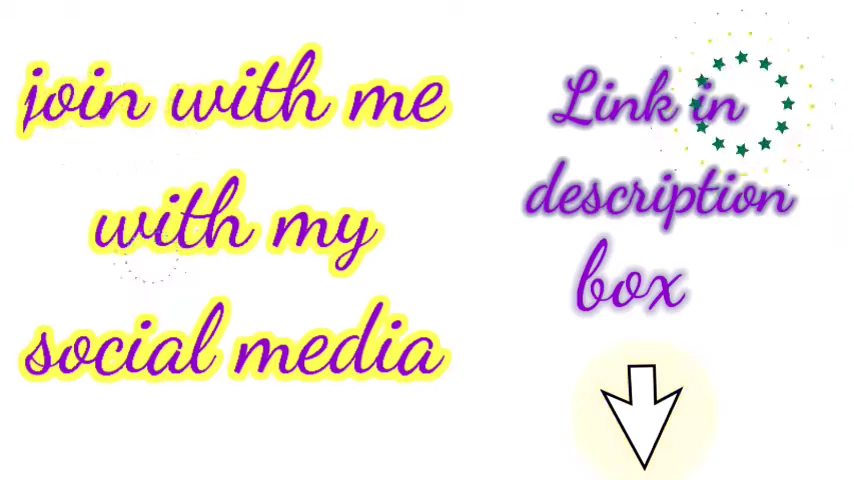 join with me
with my
social media
Link in
description
box